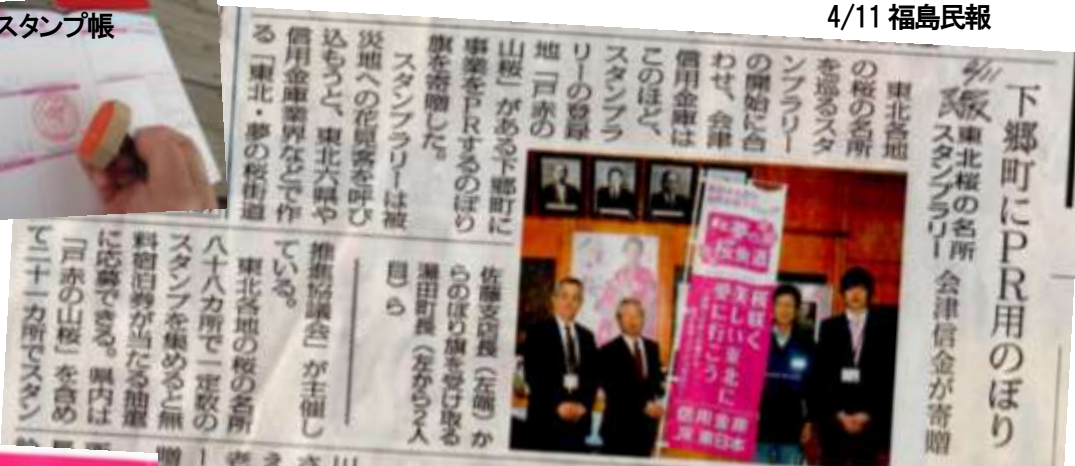 スタンプ帳
4/11 福島民報
4/11
民報
下郷町にPR用のぼり
東北桜の名所
スタンプラリー
会津信金が寄贈
東北各地
の桜の名所
を巡るスタ
ンプラリー
の開始に合
わせ、会津
信用金庫は
このほど、
スタンプラ
リーの登録
地「戸赤の
山桜」がある下郷町に
事業をPRするのぼり
旗を寄贈した。
スタンプラリーは被
災地への花見客を呼び
込もうと、東北六県や
信用金庫業界などで作
る「東北・夢の桜街道
推進協議会」が主催し
ている。
東北各地の桜の名所
八十八カ所で一定数の
スタンプを集めると無
料宿泊券が当たる抽選
に応募できる。県内は
「戸赤の山桜」を含め
て二十一カ所でスタン
佐藤支店長（左端）か
らのぼり旗を受け取る
湯田町長（左から2人
目）ら
桜咲く
美しい東北に
愛に行こう
信用金庫
東日本